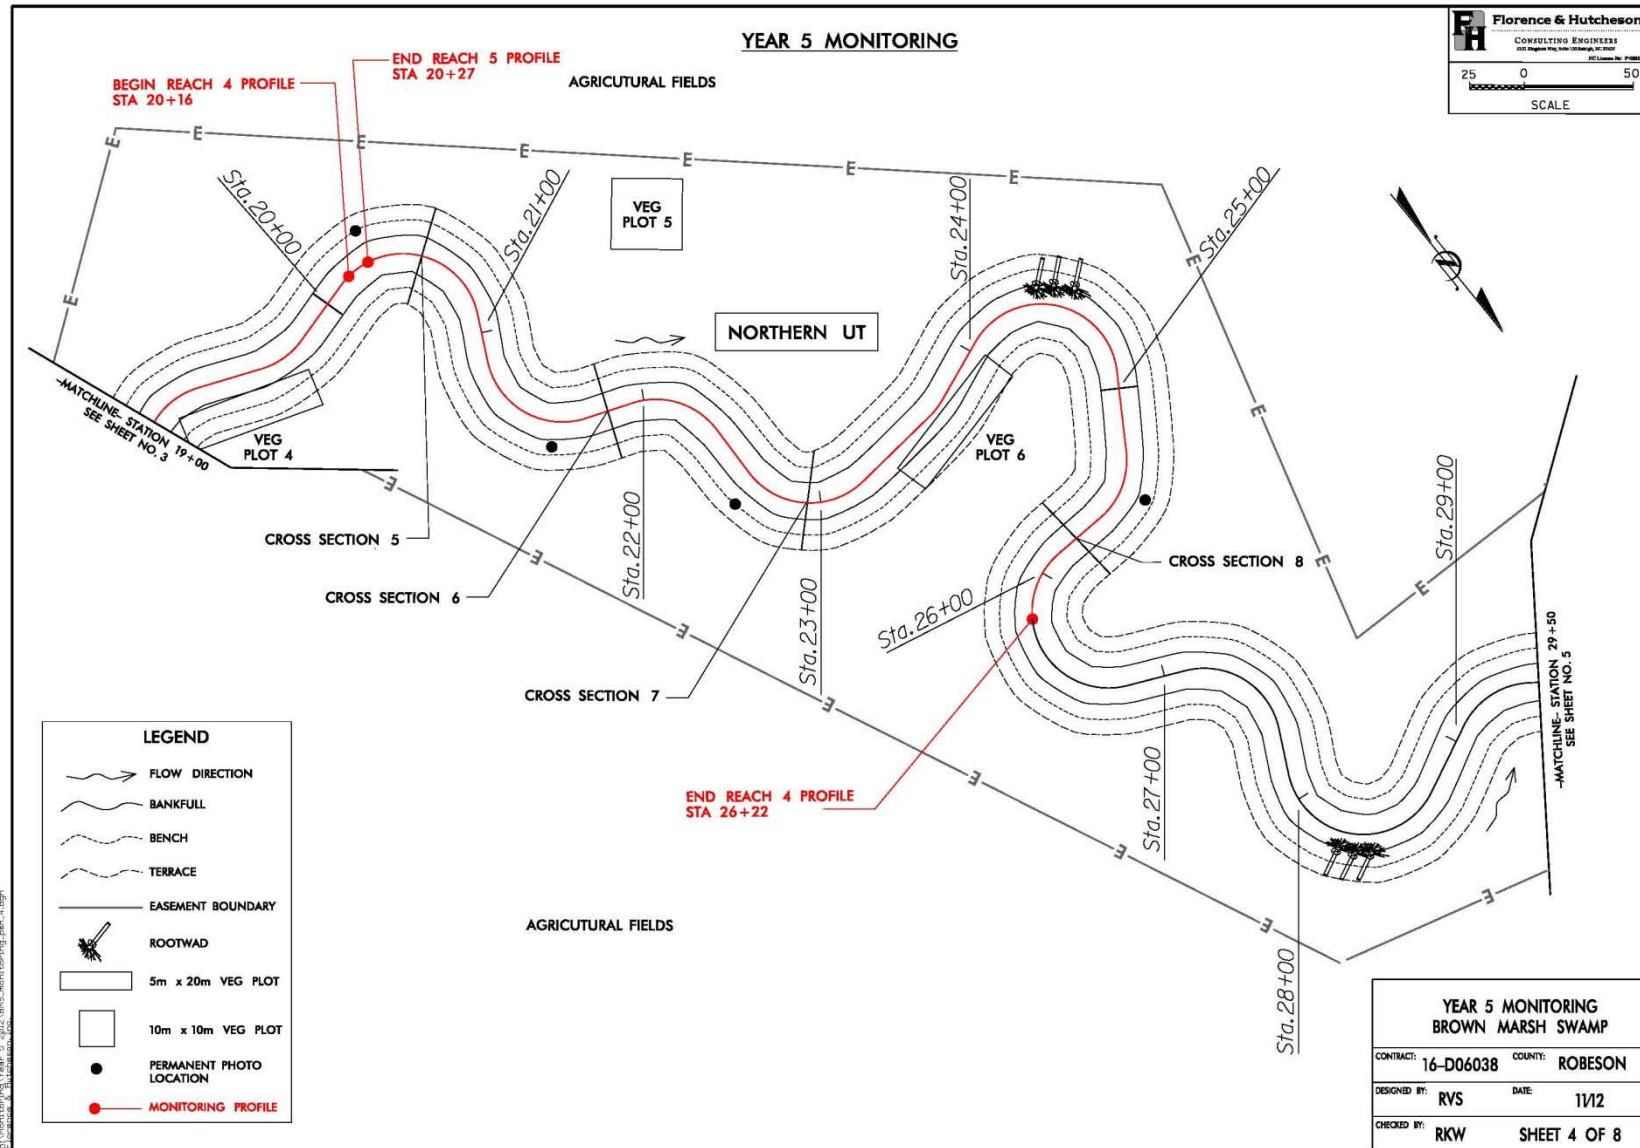 YEAR 5 MONITORING
Florence & Hutcheson
CONSULTING ENGINEERS
25 0 50
SCALE
END REACH 5 PROFILE
STA 20+27
BEGIN REACH 4 PROFILE
STA 20+16
AGRICUTURAL FIELDS
E E E E E E E E
Sta.20+00
Sta.21+00
VEG
PLOT 5
Sta.24+00
Sta.25+00
NORTHERN UT
-MATCHLINE- STATION 19+00
SEE SHEET NO. 3
VEG
PLOT 4
VEG
PLOT 6
CROSS SECTION 5
CROSS SECTION 6
Sta.22+00
Sta.23+00
CROSS SECTION 7
CROSS SECTION 8
Sta.26+00
Sta.29+00
-MATCHLINE- STATION 29+50
SEE SHEET NO. 5
END REACH 4 PROFILE
STA 26+22
Sta.27+00
Sta.28+00
E E E E E E E E E E E E E
AGRICUTURAL FIELDS
LEGEND
FLOW DIRECTION
BANKFULL
BENCH
TERRACE
EASEMENT BOUNDARY
ROOTWAD
5m x 20m VEG PLOT
10m x 10m VEG PLOT
PERMANENT PHOTO
LOCATION
MONITORING PROFILE
YEAR 5 MONITORING
BROWN MARSH SWAMP
CONTRACT: 16-D06038 COUNTY: ROBESON
DESIGNED BY: RVS DATE: 11/12
CHECKED BY: RKW SHEET 4 OF 8